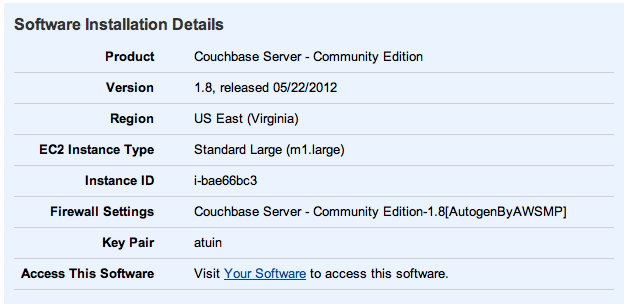 Software Installation Details
Product Couchbase Server - Community Edition
Version 1.8, released 05/22/2012
Region US East (Virginia)
EC2 Instance Type Standard Large (m1.large)
Instance ID i-bae66bc3
Firewall Settings Couchbase Server - Community Edition-1.8[AutogenByAWSMP]
Key Pair atuin
Access This Software Visit Your Software to access this software.